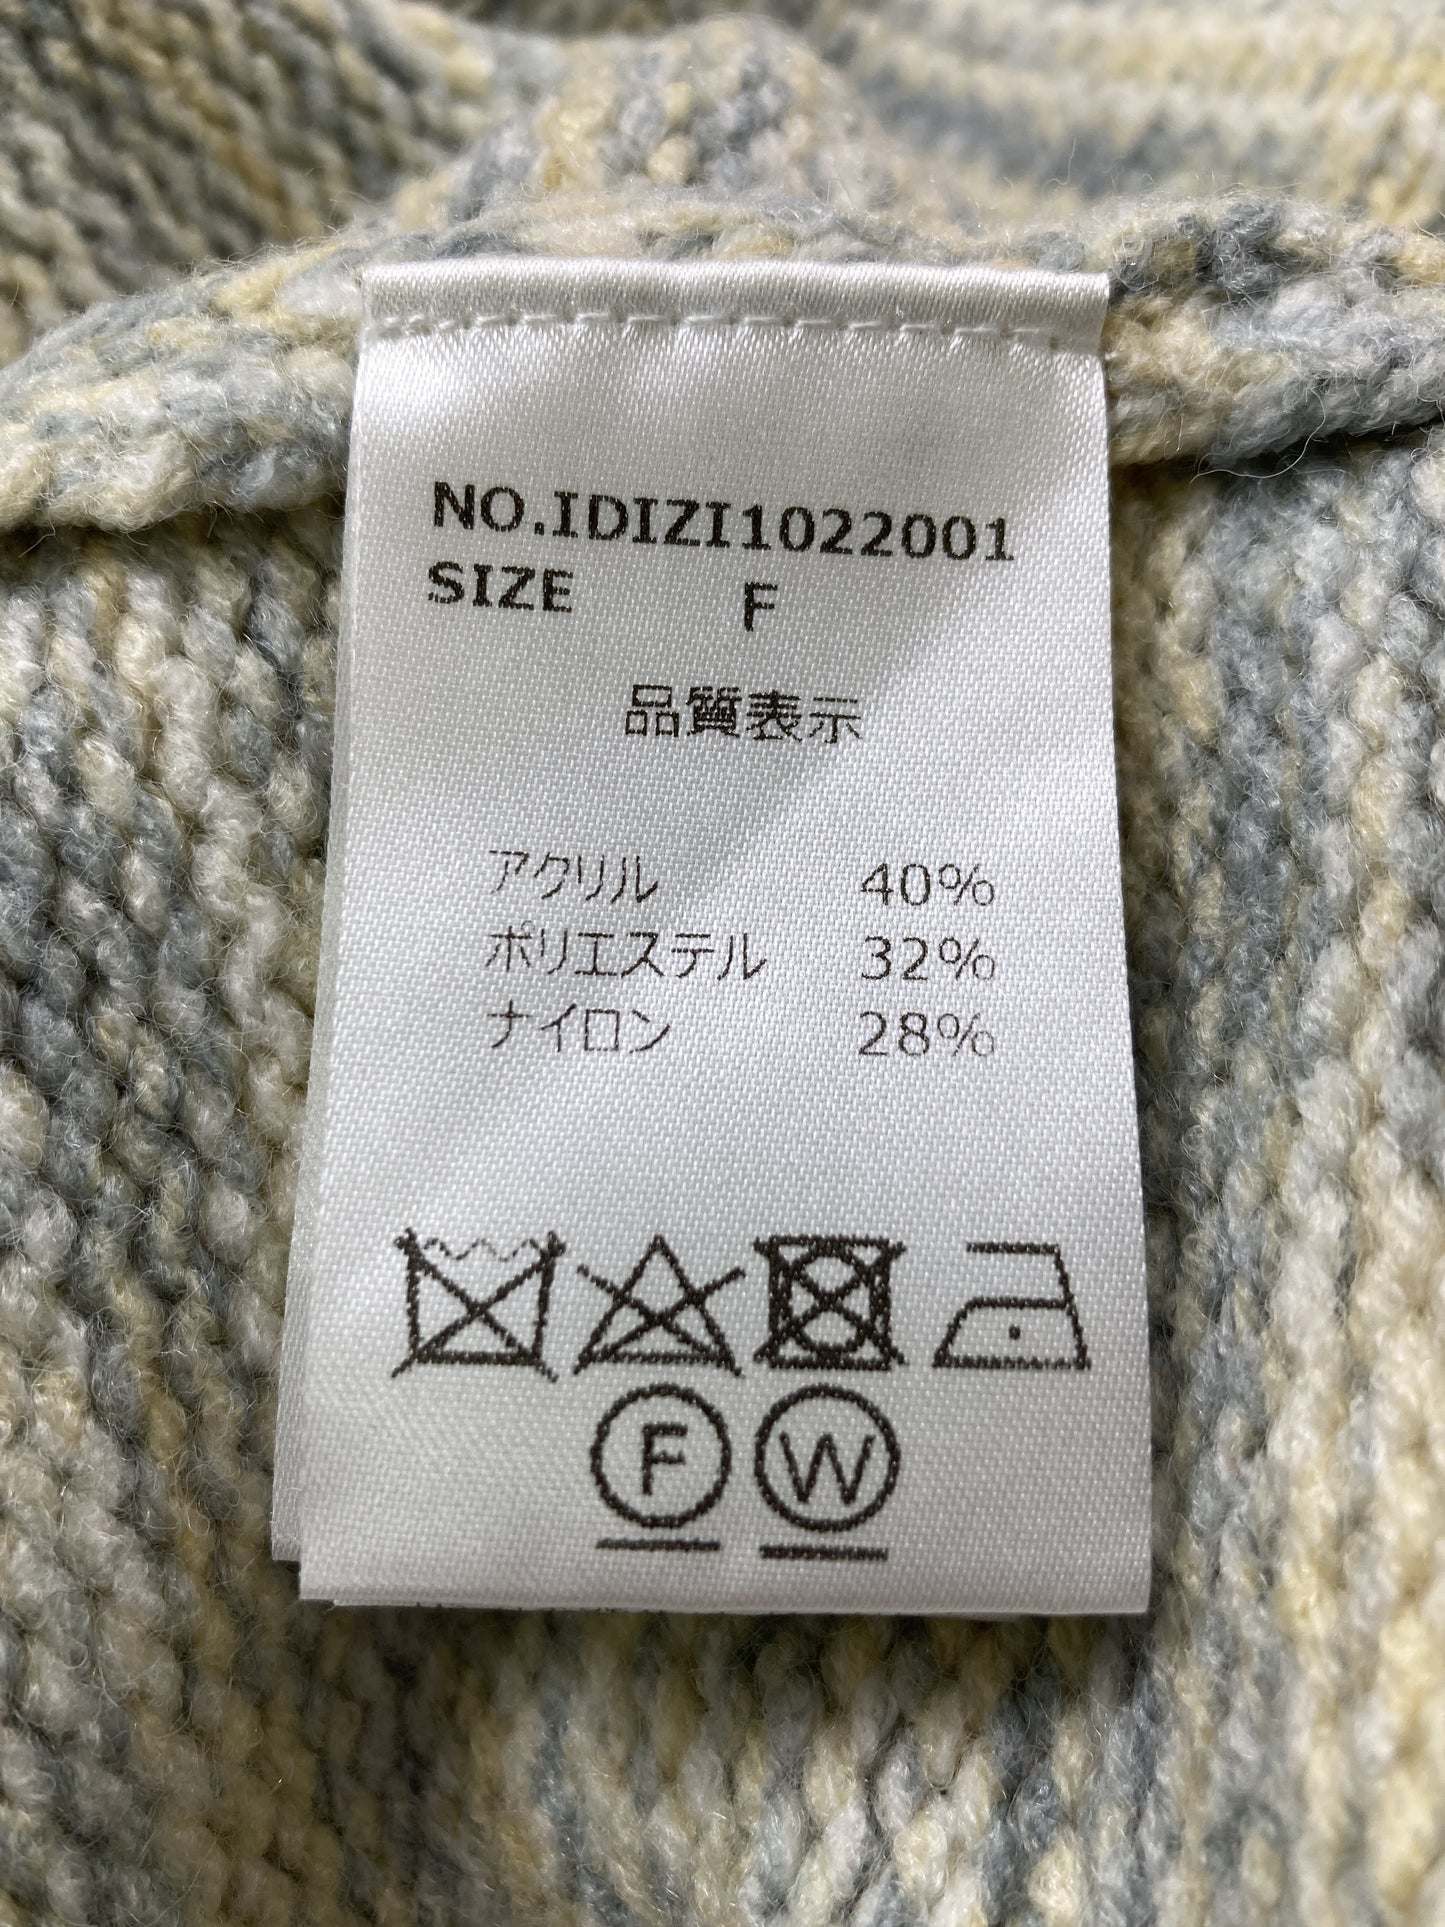 NO.IDIZI1022001
SIZE F
品質表示
アクリル 40%
ポリエステル 32%
ナイロン 28%
F W